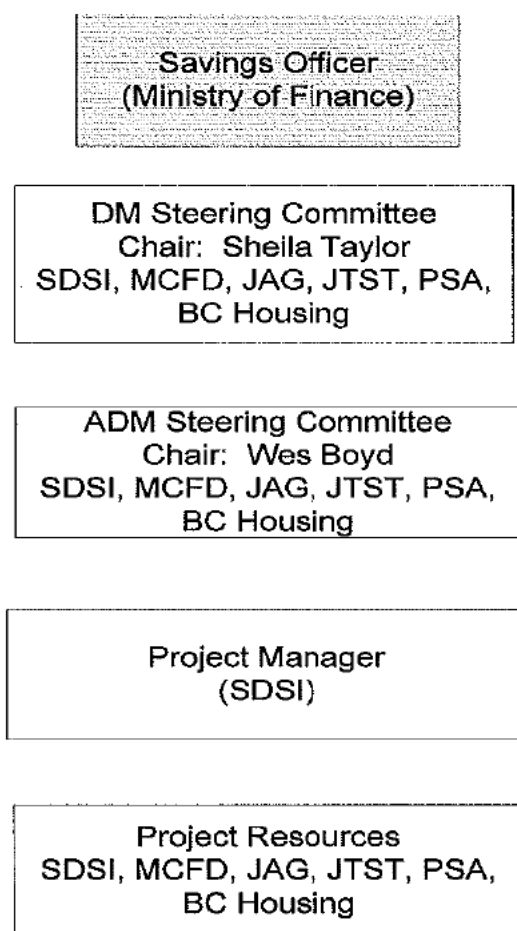 Savings Officer
(Ministry of Finance)
DM Steering Committee
Chair: Sheila Taylor
SDSI, MCFD, JAG, JTST, PSA,
BC Housing
ADM Steering Committee
Chair: Wes Boyd
SDSI, MCFD, JAG, JTST, PSA,
BC Housing
Project Manager
(SDSI)
Project Resources
SDSI, MCFD, JAG, JTST, PSA,
BC Housing